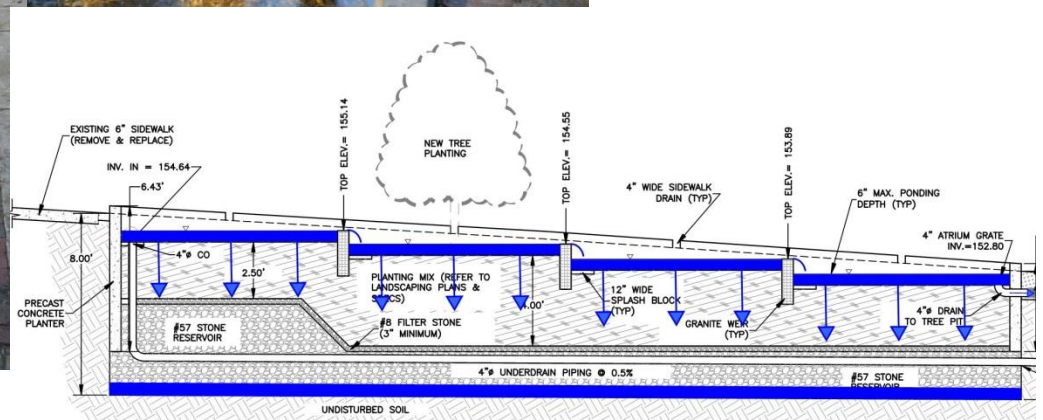 EXISTING 6" SIDEWALK
(REMOVE & REPLACE)
INV. IN = 154.64
6.43'
TOP ELEV.= 155.14
NEW TREE
PLANTING
TOP ELEV.= 154.55
4" WIDE SIDEWALK
DRAIN (TYP)
TOP ELEV.= 153.89
6" MAX. PONDING
DEPTH (TYP)
4" ATRIUM GRATE
INV.=152.80
8.00'
4"ø CO
2.50'
PRECAST
CONCRETE
PLANTER
PLANTING MIX (REFER TO
LANDSCAPING PLANS &
4.00'
12" WIDE
SPLASH BLOCK
(TYP)
GRANITE WEIR
(TYP)
4"ø DRAIN
TO TREE PIT
#57 STONE
RESERVOIR
#8 FILTER STONE
(3" MINIMUM)
4"ø UNDERDRAIN PIPING @ 0.5%
#57 STONE
RESERVOIR
UNDISTURBED SOIL